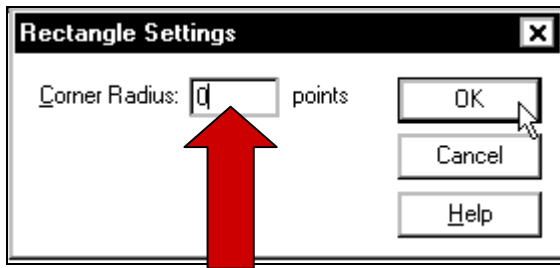 Rectangle Settings
Corner Radius: 0 points
OK
Cancel
Help